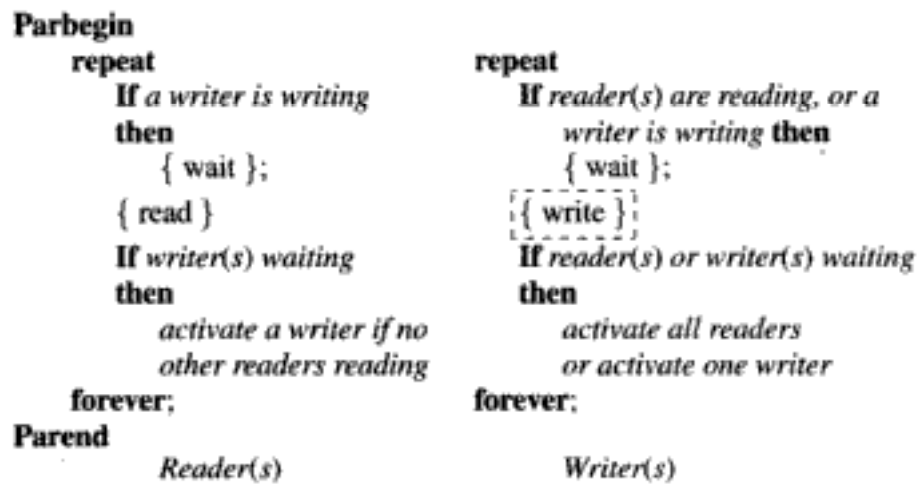 Parbegin
repeat
If a writer is writing
then
{ wait };
{ read }
If writer(s) waiting
then
activate a writer if no
other readers reading
forever;
repeat
If reader(s) are reading, or a
writer is writing then
{ wait };
{ write }
If reader(s) or writer(s) waiting
then
activate all readers
or activate one writer
forever;
Parend
Reader(s)
Writer(s)